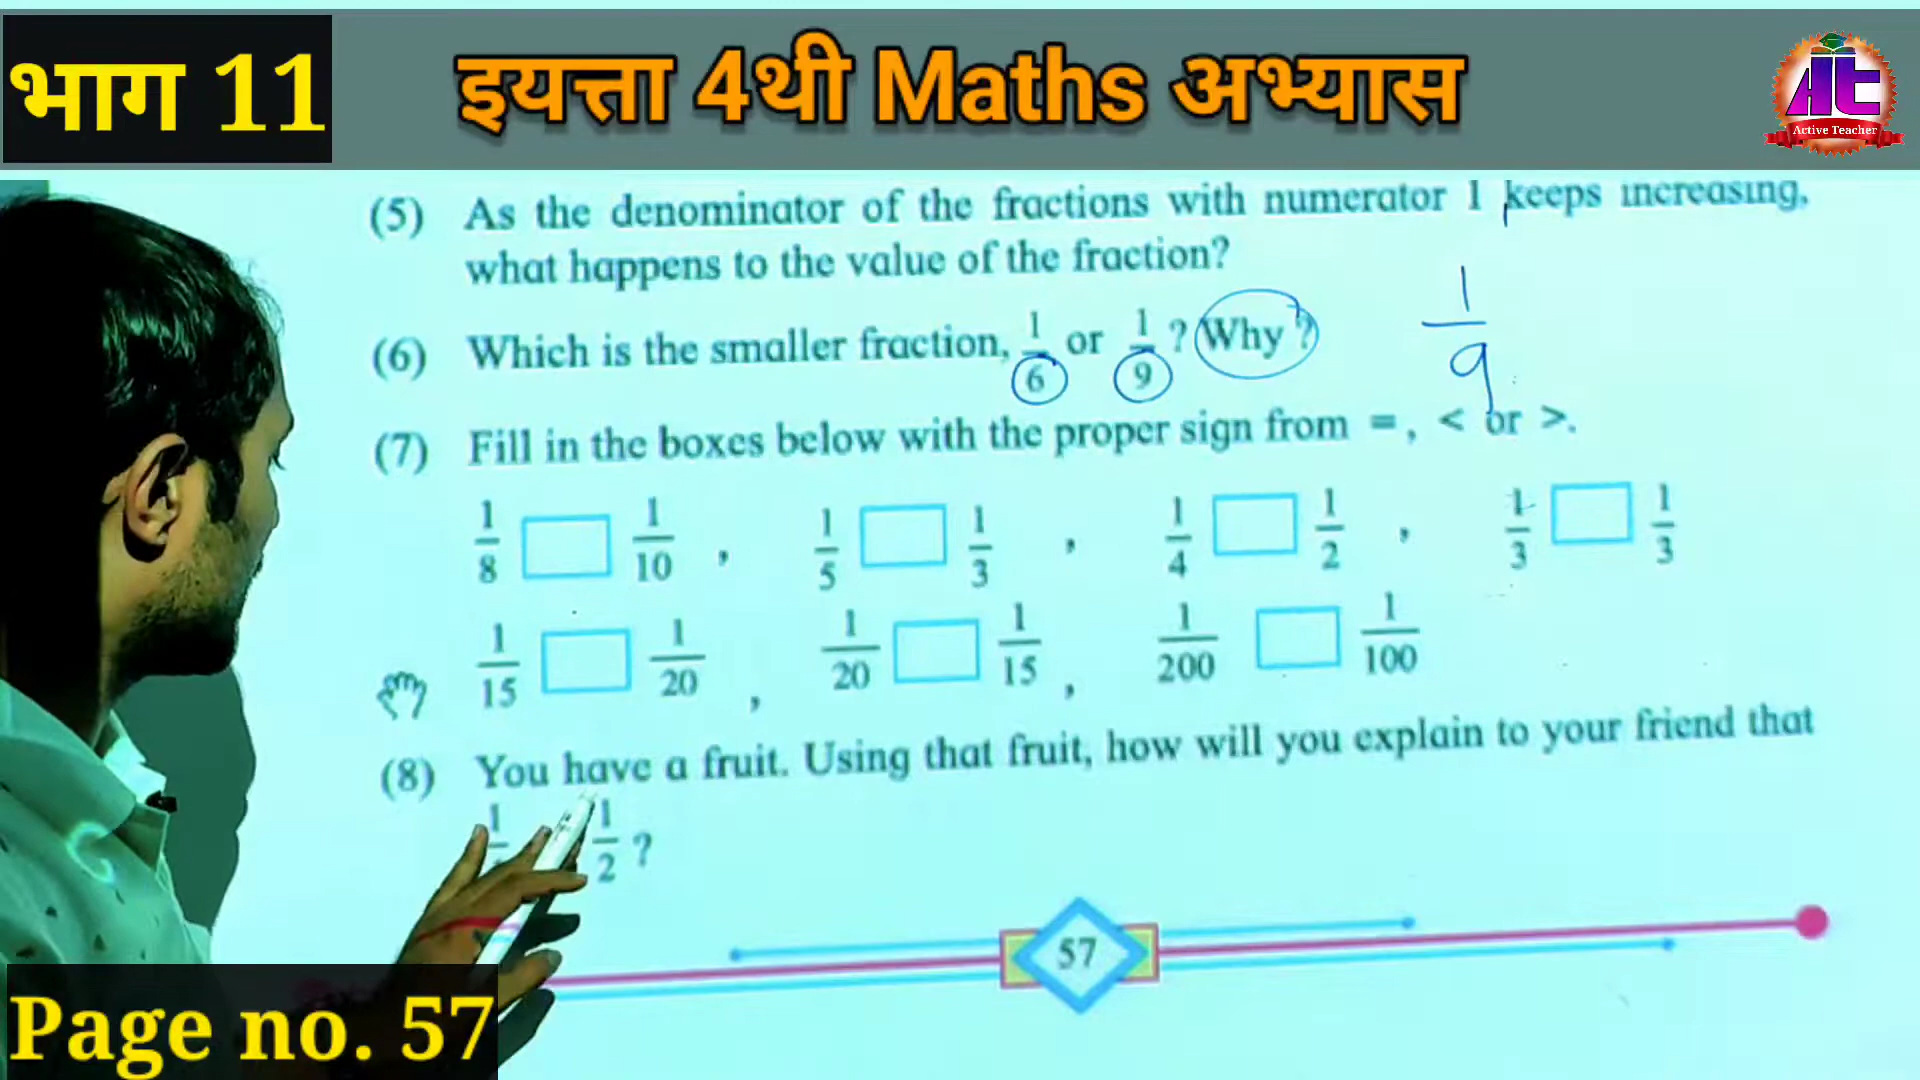 भाग 11
इयत्ता 4थी Maths अभ्यास
At
Active Teacher
(5) As the denominator of the fractions with numerator 1 keeps increasing,
what happens to the value of the fraction?
(6) Which is the smaller fraction, 1/6 or 1/9 ? Why ?
1/9
(7) Fill in the boxes below with the proper sign from =, < or >.
1/8 □ 1/10 , 1/5 □ 1/3 , 1/4 □ 1/2 , 1/3 □ 1/3
1/15 □ 1/20 , 1/20 □ 1/15 , 1/200 □ 1/100
(8) You have a fruit. Using that fruit, how will you explain to your friend that
1/2 ?
57
Page no. 57